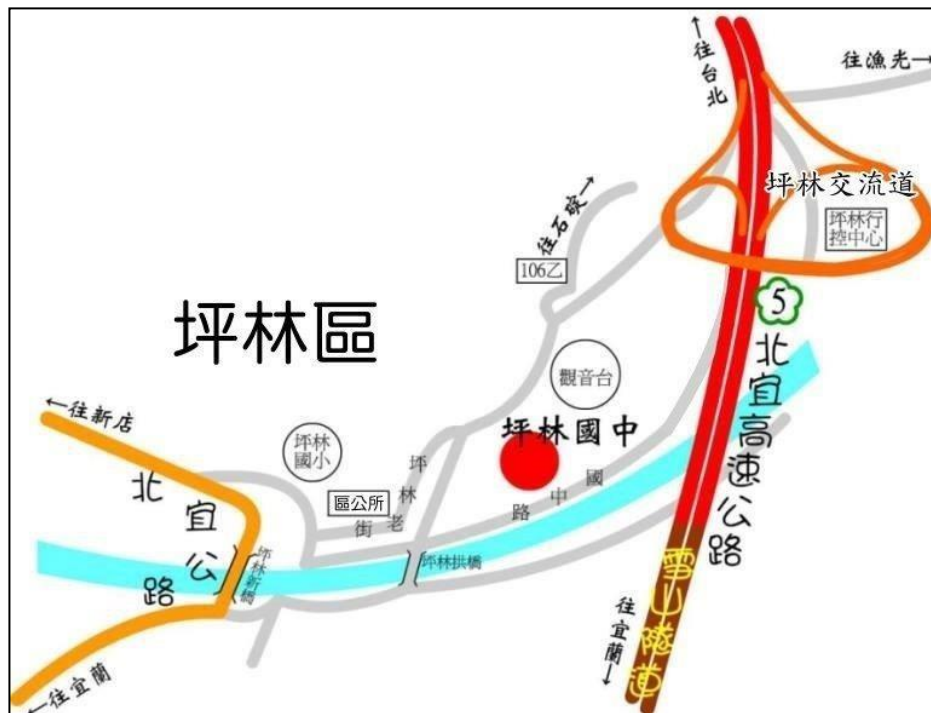 ←往台北
往漁光→
坪林交流道
坪林行
控中心
往石碇→
106乙
5
坪林區
觀音台
北宜高速公路
坪林國中
←往新店
坪林
國小
坪林老街
國中路
區公所
北宜公路
坪林新橋
坪林拱橋
雪山隧道
往宜蘭→
←往宜蘭